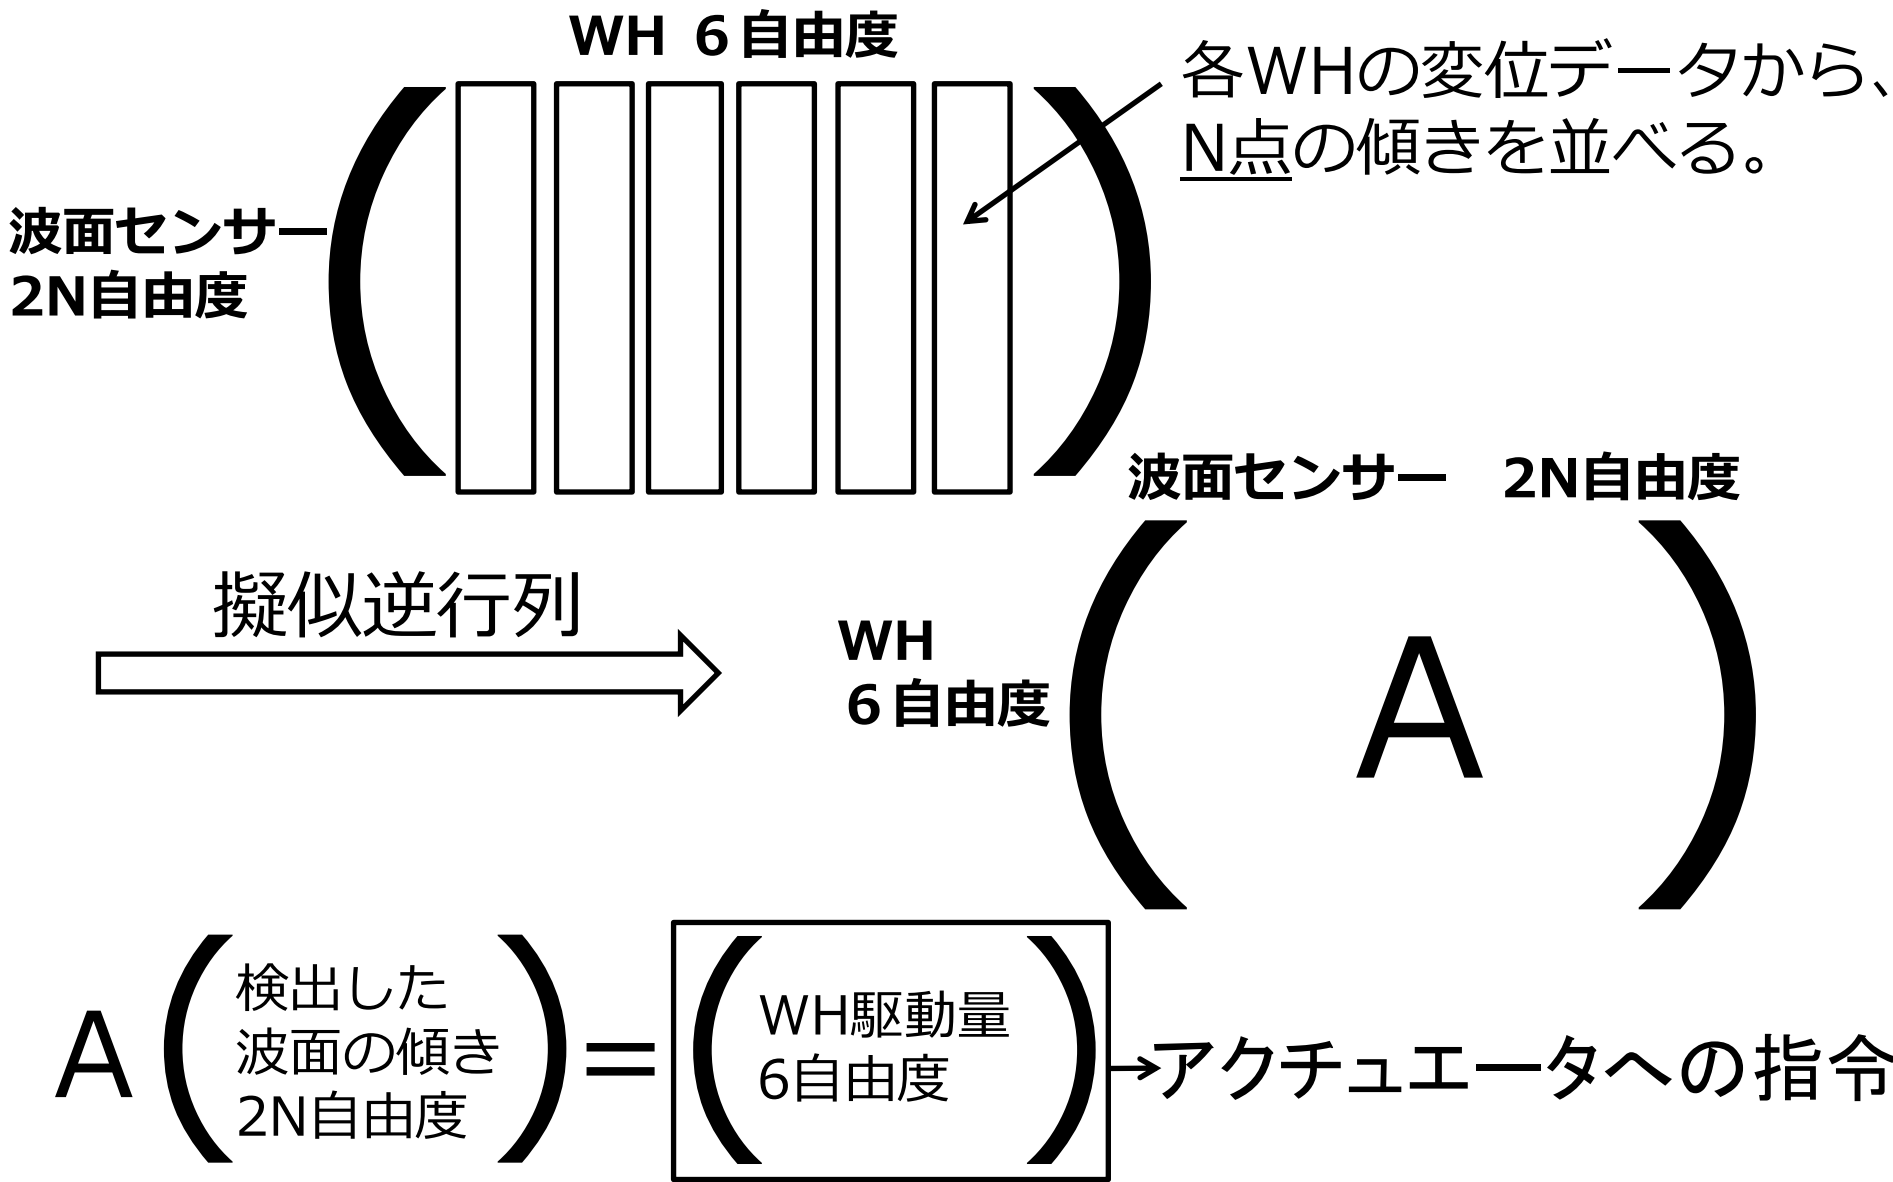 WH ６自由度
各WHの変位データから、
N点の傾きを並べる。
波面センサー
2N自由度
波面センサー　2N自由度
擬似逆行列
WH
６自由度
A
A
検出した
波面の傾き
2N自由度
=
WH駆動量
6自由度
アクチュエータへの指令